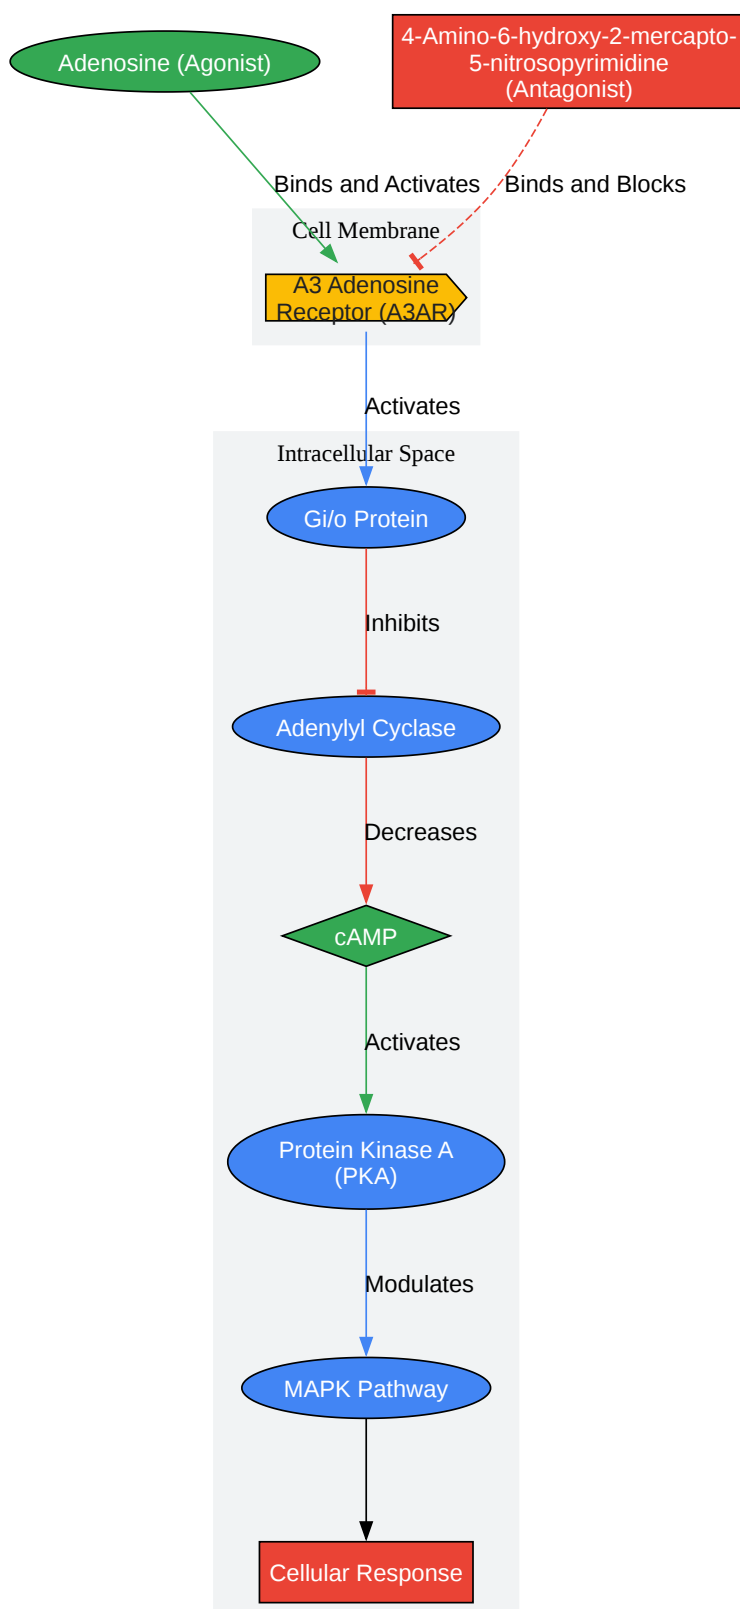 Adenosine (Agonist)
4-Amino-6-hydroxy-2-mercapto-
5-nitrosopyrimidine
(Antagonist)
Binds and Activates
Binds and Blocks
Cell Membrane
A3 Adenosine
Receptor (A3AR)
Activates
Intracellular Space
Gi/o Protein
Inhibits
Adenylyl Cyclase
Decreases
cAMP
Activates
Protein Kinase A
(PKA)
Modulates
MAPK Pathway
Cellular Response